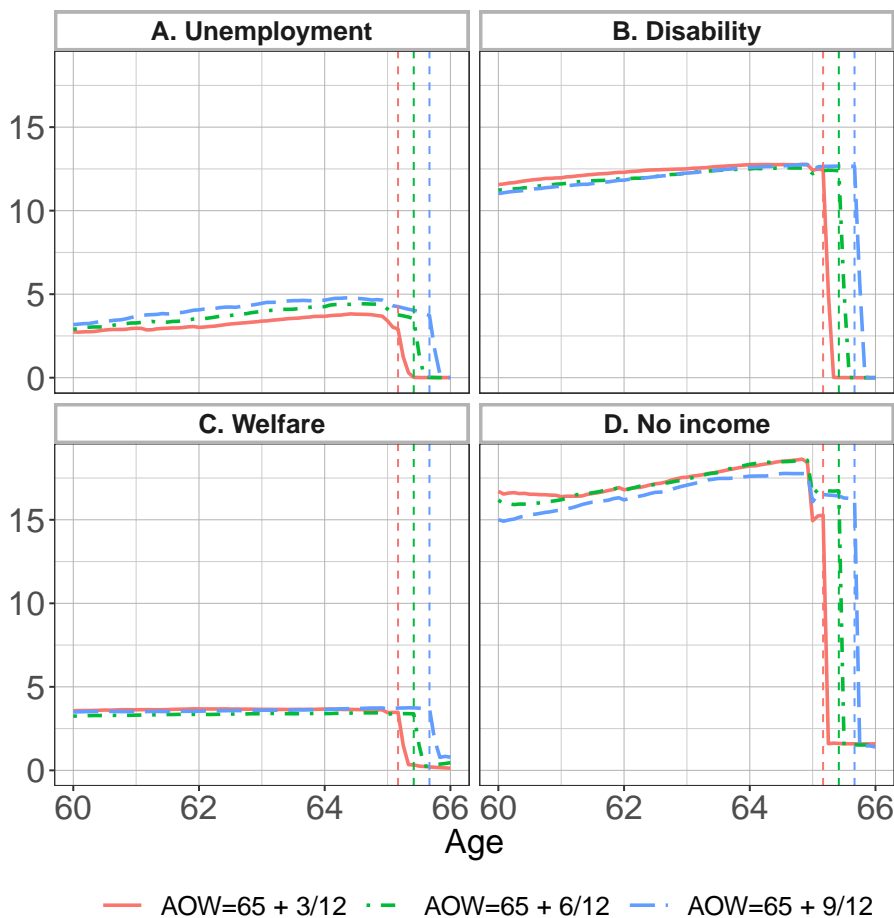 A. Unemployment
B. Disability
15
10
5
0
C. Welfare
D. No income
15
10
5
0
60 62 64 66 60 62 64 66
Age
AOW=65 + 3/12 AOW=65 + 6/12 AOW=65 + 9/12